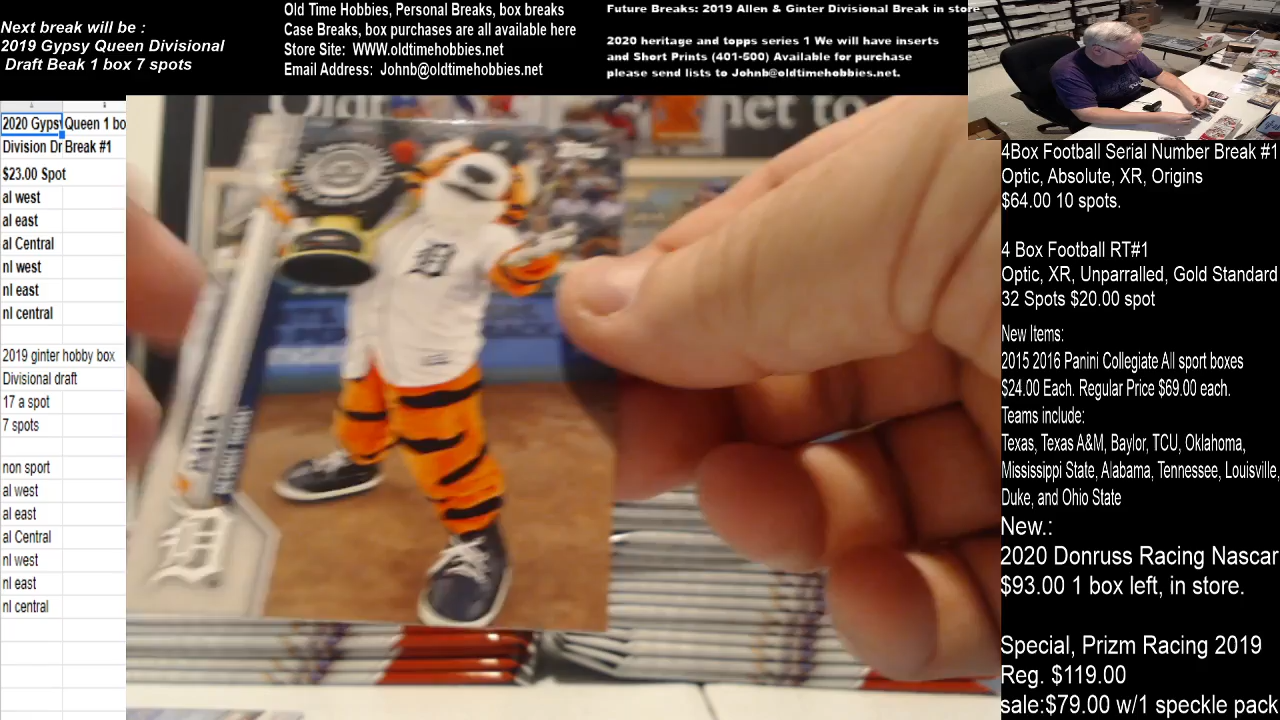 Next break will be :
2019 Gypsy Queen Divisional
Draft Beak 1 box 7 spots
Old Time Hobbies, Personal Breaks, box breaks
Case Breaks, box purchases are all available here
Store Site: WWW.oldtimehobbies.net
Email Address: Johnb@oldtimehobbies.net
Future Breaks: 2019 Allen & Ginter Divisional Break in store
2020 heritage and topps series 1 We will have inserts
and Short Prints (401-500) Available for purchase
please send lists to Johnb@oldtimehobbies.net.
2020 Gypsy Queen 1 bo
Division Dr Break #1
$23.00 Spot
al west
al east
al Central
nl west
nl east
nl central
2019 ginter hobby box
Divisional draft
17 a spot
7 spots
non sport
al west
al east
al Central
nl west
nl east
nl central
4Box Football Serial Number Break #1
Optic, Absolute, XR, Origins
$64.00 10 spots.
4 Box Football RT#1
Optic, XR, Unparralled, Gold Standard
32 Spots $20.00 spot
New Items:
2015 2016 Panini Collegiate All sport boxes
$24.00 Each. Regular Price $69.00 each.
Teams include:
Texas, Texas A&M, Baylor, TCU, Oklahoma,
Mississippi State, Alabama, Tennessee, Louisville,
Duke, and Ohio State
New.:
2020 Donruss Racing Nascar
$93.00 1 box left, in store.
Special, Prizm Racing 2019
Reg. $119.00
sale:$79.00 w/1 speckle pack
Topps
D
PAWS
D